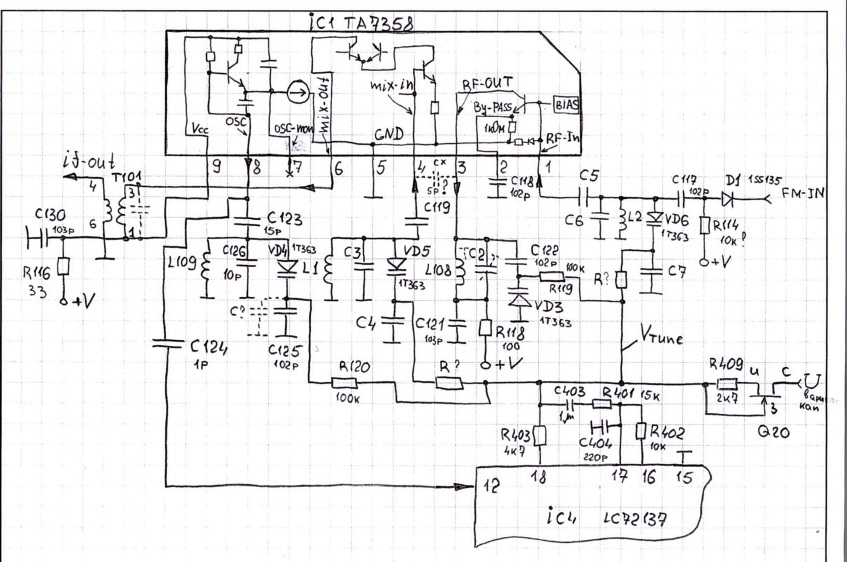 iC1 TA7358
mix-out
mix-in
RF-OUT
By-PASS
BIAS
1кОм
RF-In
OSC
OSC-mon
Vcc
GND
9
8
7
6
5
4
3
2
1
if-out
T101
4
3
6
1
C130
103p
R116
33
+V
C123
15p
L109
C126
10p
VD4
1T363
C?
C125
102p
L1
C3
VD5
1T363
C4
Cx
5p?
C119
L108
C2
?
C121
103p
R118
100
+V
C118
102p
C122
102p
R119
100k
VD3
1T363
C5
C6
L2
VD6
1T363
C7
R?
C117
102p
D1 1SS135
FM-IN
R114
10k?
+V
C124
1p
R120
100k
R?
VTune
R409
2K7
и
с
з
Q20
C403
1µ
R401 15k
R403
4K7
C404
220p
R402
10k
12
18
17
16
15
iC4 LC72137